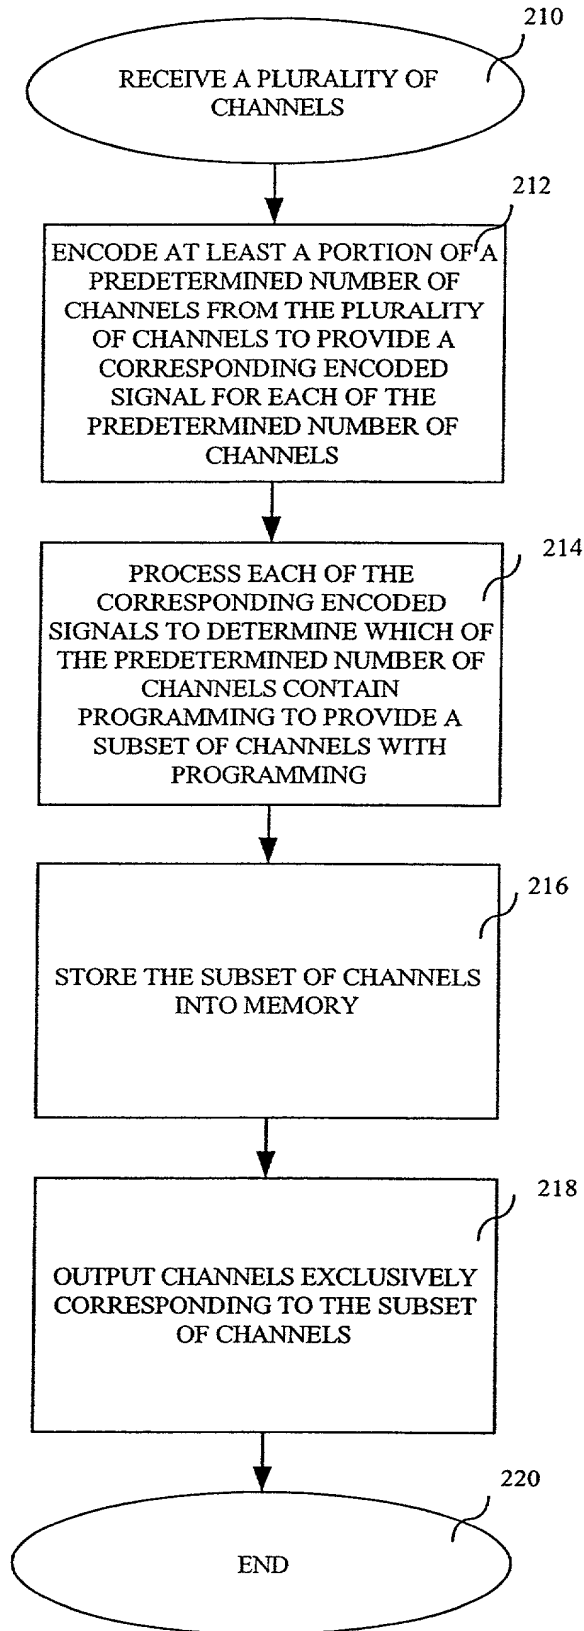 210
RECEIVE A PLURALITY OF
CHANNELS
212
ENCODE AT LEAST A PORTION OF A
PREDETERMINED NUMBER OF
CHANNELS FROM THE PLURALITY
OF CHANNELS TO PROVIDE A
CORRESPONDING ENCODED
SIGNAL FOR EACH OF THE
PREDETERMINED NUMBER OF
CHANNELS
214
PROCESS EACH OF THE
CORRESPONDING ENCODED
SIGNALS TO DETERMINE WHICH OF
THE PREDETERMINED NUMBER OF
CHANNELS CONTAIN
PROGRAMMING TO PROVIDE A
SUBSET OF CHANNELS WITH
PROGRAMMING
216
STORE THE SUBSET OF CHANNELS
INTO MEMORY
218
OUTPUT CHANNELS EXCLUSIVELY
CORRESPONDING TO THE SUBSET
OF CHANNELS
220
END